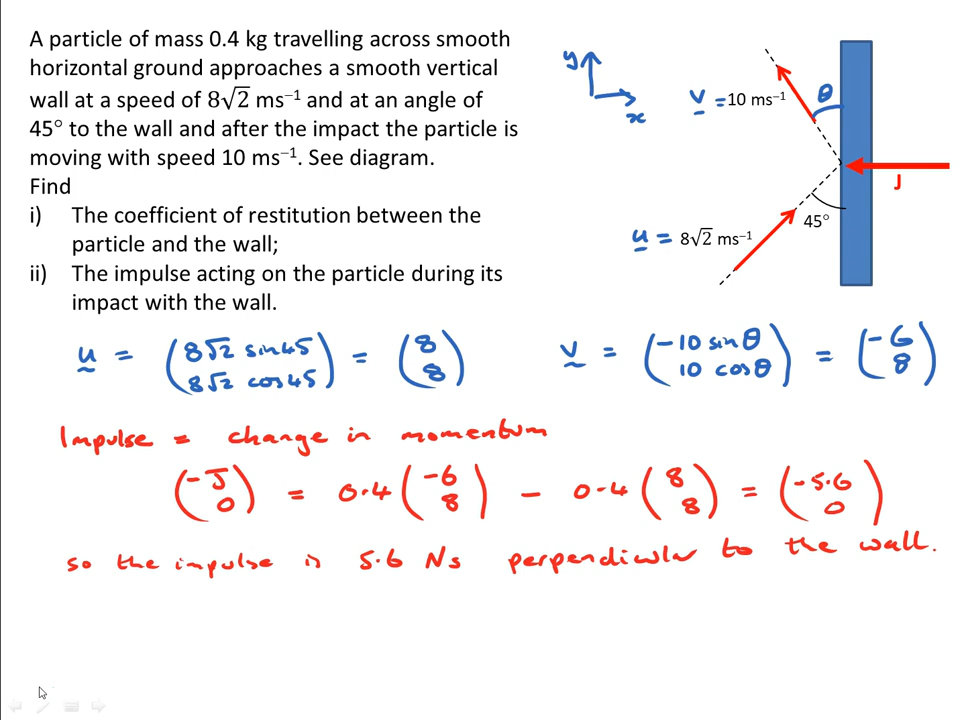 A particle of mass 0.4 kg travelling across smooth
horizontal ground approaches a smooth vertical
wall at a speed of 8√2 ms⁻¹ and at an angle of
45° to the wall and after the impact the particle is
moving with speed 10 ms⁻¹. See diagram.
Find
i) The coefficient of restitution between the
particle and the wall;
ii) The impulse acting on the particle during its
impact with the wall.
y
x
v = 10 ms⁻¹
θ
J
45°
u = 8√2 ms⁻¹
u = (8√2 sin45 / 8√2 cos45) = (8 / 8)
v = (-10 sinθ / 10 cosθ) = (-6 / 8)
Impulse = change in momentum
(-J / 0) = 0.4 (-6 / 8) - 0.4 (8 / 8) = (-5.6 / 0)
so the impulse is 5.6 Ns perpendicular to the wall.